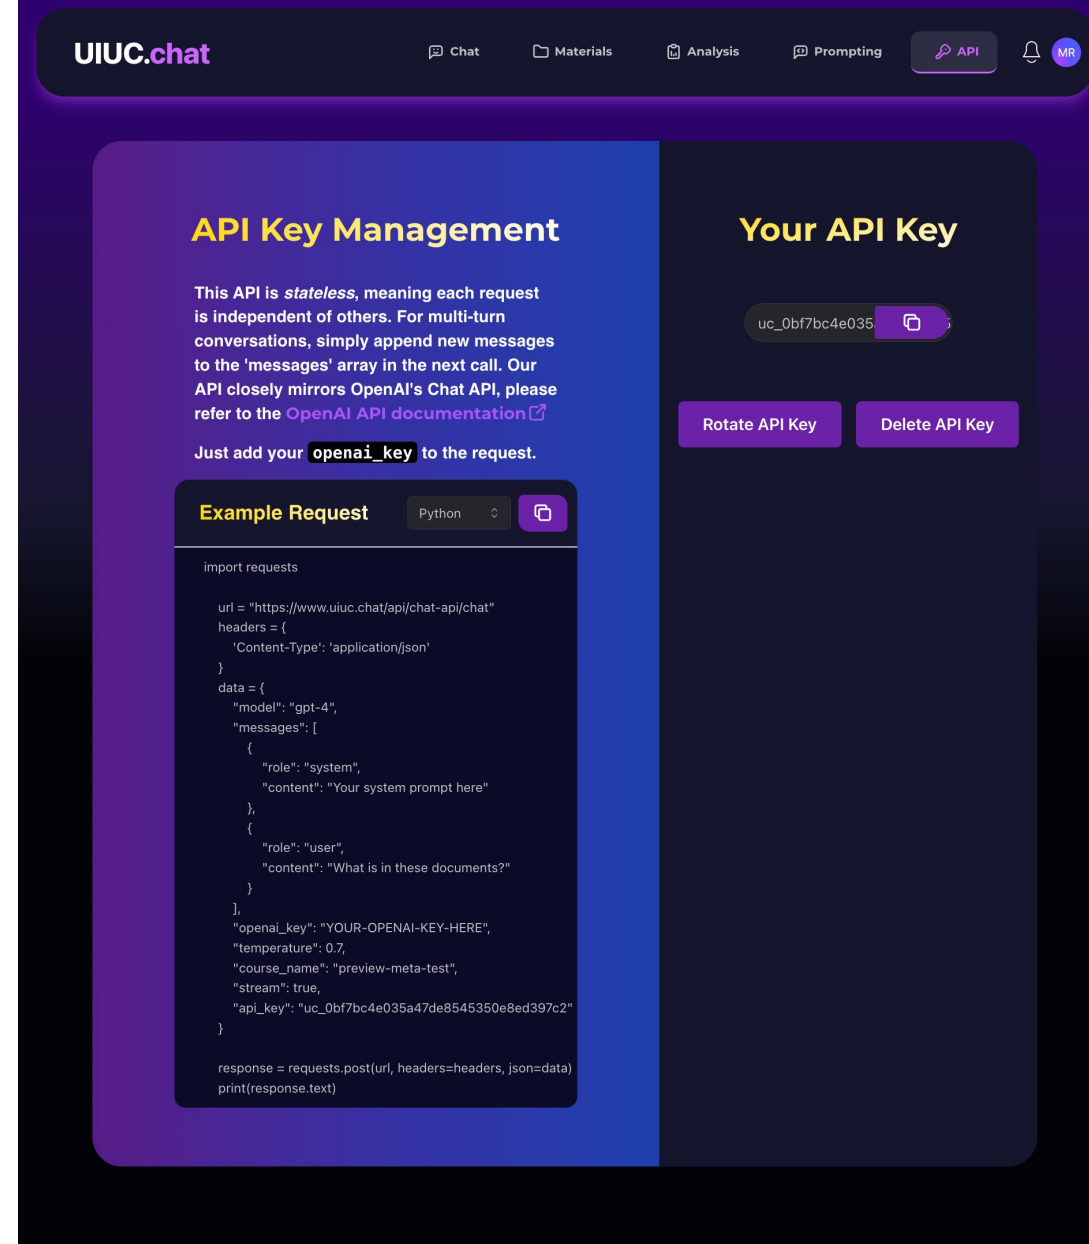 UIUC.chat
Chat
Materials
Analysis
Prompting
API
MR
API Key Management
This API is stateless, meaning each request
is independent of others. For multi-turn
conversations, simply append new messages
to the 'messages' array in the next call. Our
API closely mirrors OpenAI's Chat API, please
refer to the OpenAI API documentation
Just add your openai_key to the request.
Example Request
Python
import requests
url = "https://www.uiuc.chat/api/chat-api/chat"
headers = {
'Content-Type': 'application/json'
}
data = {
"model": "gpt-4",
"messages": [
{
"role": "system",
"content": "Your system prompt here"
},
{
"role": "user",
"content": "What is in these documents?"
}
],
"openai_key": "YOUR-OPENAI-KEY-HERE",
"temperature": 0.7,
"course_name": "preview-meta-test",
"stream": true,
"api_key": "uc_0bf7bc4e035a47de8545350e8ed397c2"
}
response = requests.post(url, headers=headers, json=data)
print(response.text)
Your API Key
uc_0bf7bc4e035
Rotate API Key
Delete API Key